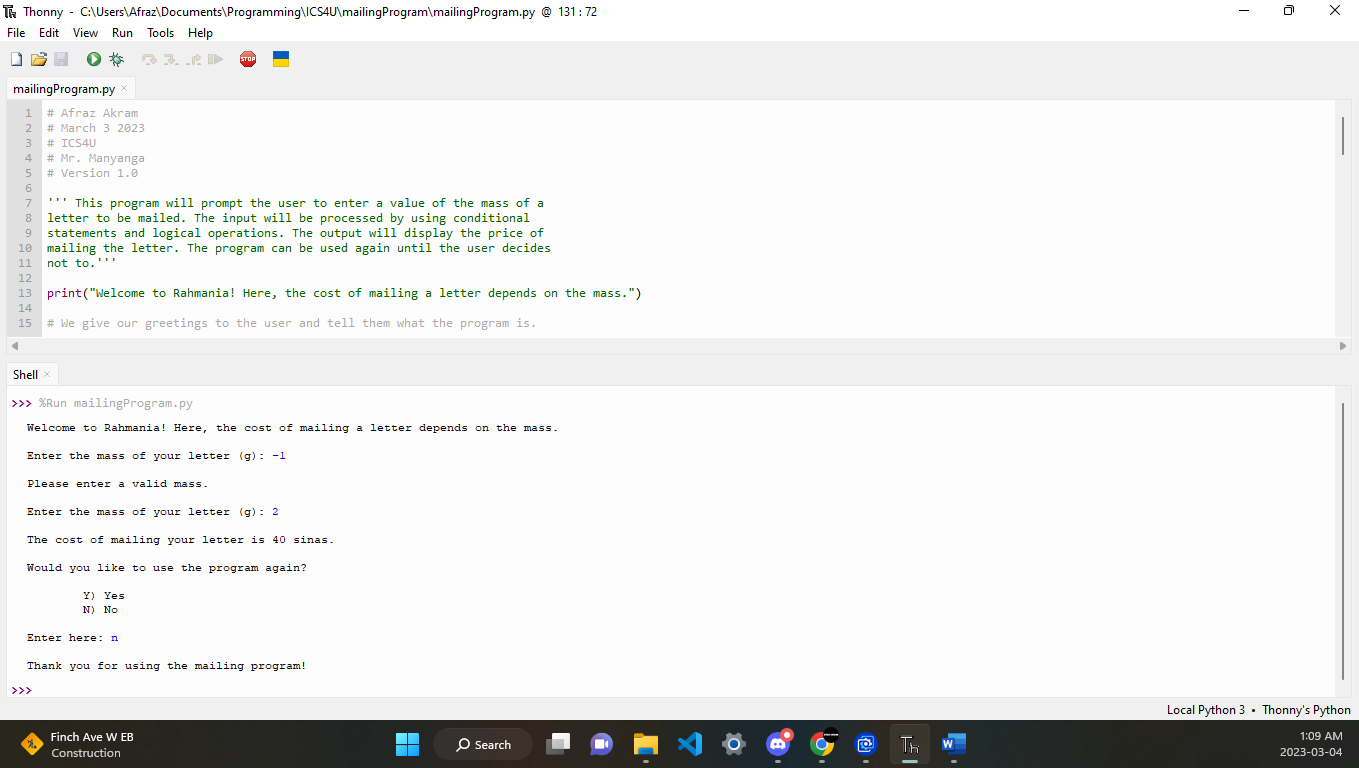 Thonny - C:\Users\Afraz\Documents\Programming\ICS4U\mailingProgram\mailingProgram.py @ 131 : 72
File Edit View Run Tools Help
STOP
mailingProgram.py ×
1 # Afraz Akram
2 # March 3 2023
3 # ICS4U
4 # Mr. Manyanga
5 # Version 1.0
6
7 ''' This program will prompt the user to enter a value of the mass of a
8 letter to be mailed. The input will be processed by using conditional
9 statements and logical operations. The output will display the price of
10 mailing the letter. The program can be used again until the user decides
11 not to.'''
12
13 print("Welcome to Rahmania! Here, the cost of mailing a letter depends on the mass.")
14
15 # We give our greetings to the user and tell them what the program is.
Shell ×
>>> %Run mailingProgram.py
Welcome to Rahmania! Here, the cost of mailing a letter depends on the mass.
Enter the mass of your letter (g): -1
Please enter a valid mass.
Enter the mass of your letter (g): 2
The cost of mailing your letter is 40 sinas.
Would you like to use the program again?
Y) Yes
N) No
Enter here: n
Thank you for using the mailing program!
>>>
Local Python 3 • Thonny's Python
Finch Ave W EB
Construction
Search
1:09 AM
2023-03-04